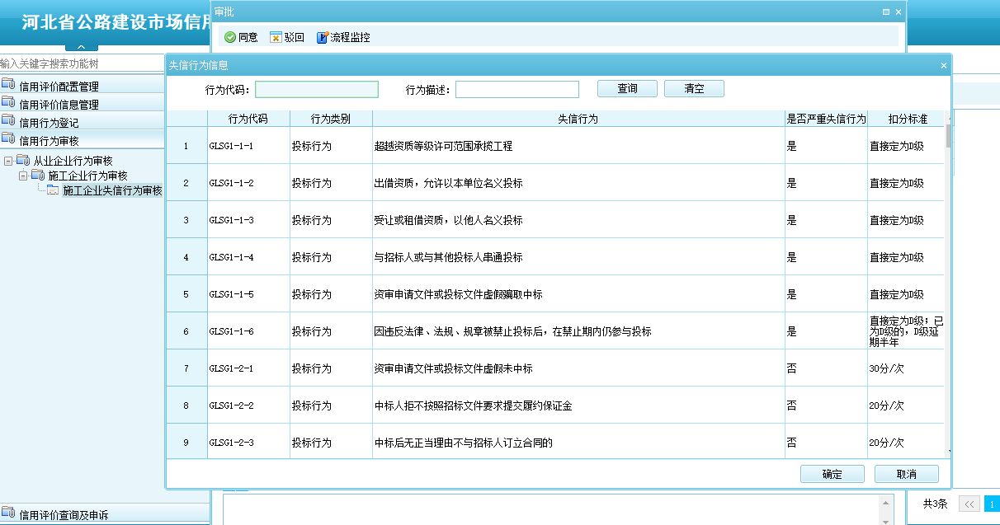 河北省公路建设市场信用
审批
同意 驳回 流程监控
输入关键字搜索功能树
信用评价配置管理
信用评价信息管理
信用行为登记
信用行为审核
从业企业行为审核
施工企业行为审核
施工企业失信行为审核
信用评价查询及申诉
失信行为信息
行为代码： 行为描述： 查询 清空
行为代码 行为类别 失信行为 是否严重失信行为 扣分标准
1 GLSG1-1-1 投标行为 超越资质等级许可范围承揽工程 是 直接定为D级
2 GLSG1-1-2 投标行为 出借资质，允许以本单位名义投标 是 直接定为D级
3 GLSG1-1-3 投标行为 受让或租借资质，以他人名义投标 是 直接定为D级
4 GLSG1-1-4 投标行为 与招标人或与其他投标人串通投标 是 直接定为D级
5 GLSG1-1-5 投标行为 资审申请文件或投标文件虚假骗取中标 是 直接定为D级
6 GLSG1-1-6 投标行为 因违反法律、法规、规章被禁止投标后，在禁止期内仍参与投标 是 直接定为D级；已
为D级的，D级延
期半年
7 GLSG1-2-1 投标行为 资审申请文件或投标文件虚假未中标 否 30分/次
8 GLSG1-2-2 投标行为 中标人拒不按照招标文件要求提交履约保证金 否 20分/次
9 GLSG1-2-3 投标行为 中标后无正当理由不与招标人订立合同的 否 20分/次
确定 取消
共3条 << 1